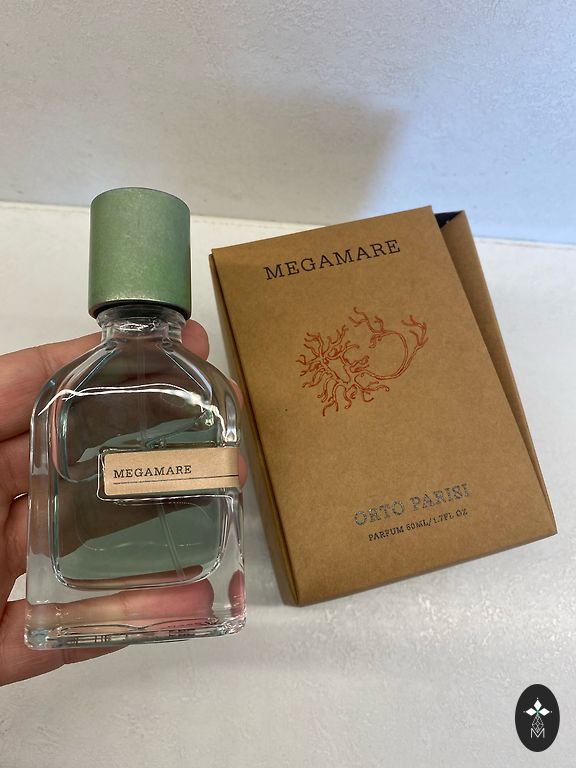 MEGAMARE
ORTO PARISI
PARFUM 50ML/1.7FL OZ
MEGAMARE